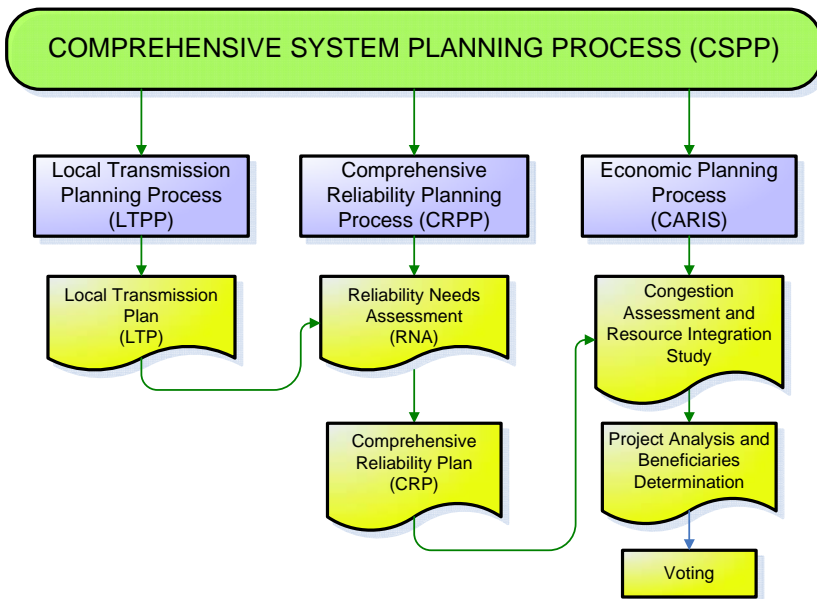 COMPREHENSIVE SYSTEM PLANNING PROCESS (CSPP)
Local Transmission
Planning Process
(LTPP)
Comprehensive
Reliability Planning
Process (CRPP)
Economic Planning
Process
(CARIS)
Local Transmission
Plan
(LTP)
Reliability Needs
Assessment
(RNA)
Congestion
Assessment and
Resource Integration
Study
Comprehensive
Reliability Plan
(CRP)
Project Analysis and
Beneficiaries
Determination
Voting